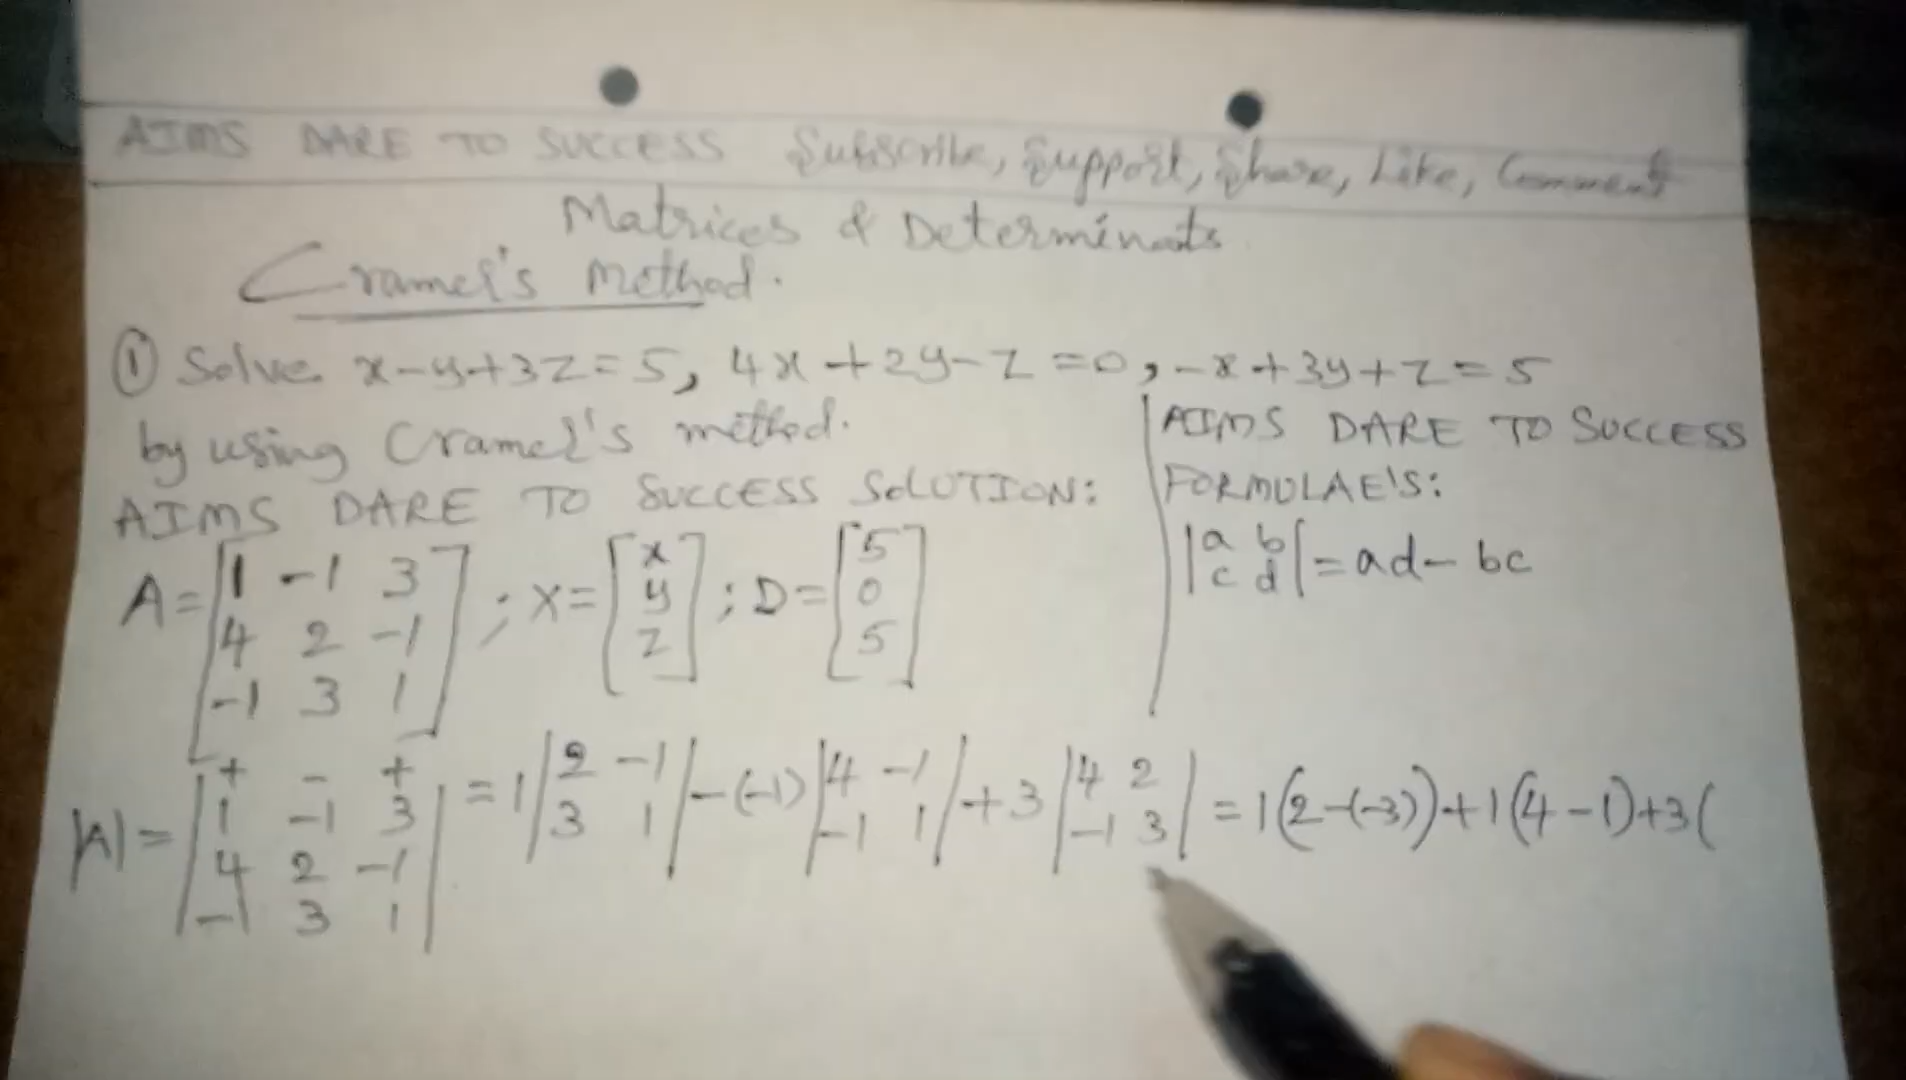 AIMS DARE TO SUCCESS Subscribe, Support, Share, Like, Comment
Matrices & Determinants
Cramer's Method.
① Solve x-y+3z=5, 4x+2y-z=0, -x+3y+z=5
by using Cramer's method.
AIMS DARE TO SUCCESS SOLUTION:
AIMS DARE TO SUCCESS
FORMULAE'S:
|a b| = ad - bc
|c d|
A = [1 -1 3] ; X = [x] ; D = [5]
[4 2 -1] [y] [0]
[-1 3 1] [z] [5]
+ - +
|A| = |1 -1 3| = 1|2 -1| -(-1)|4 -1| +3|4 2| = 1(2-(-3))+1(4-1)+3(
|4 2 -1| |3 1| |-1 1| |-1 3|
|-1 3 1|